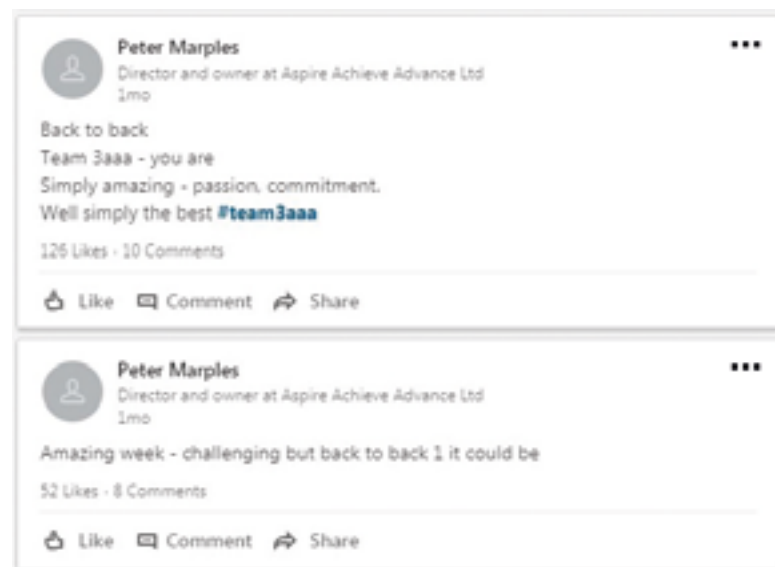 Peter Marples
Director and owner at Aspire Achieve Advance Ltd
1mo
Back to back
Team 3aaa - you are
Simply amazing - passion, commitment.
Well simply the best #team3aaa
126 Likes · 10 Comments
Like Comment Share
Peter Marples
Director and owner at Aspire Achieve Advance Ltd
1mo
Amazing week - challenging but back to back 1 it could be
52 Likes · 8 Comments
Like Comment Share